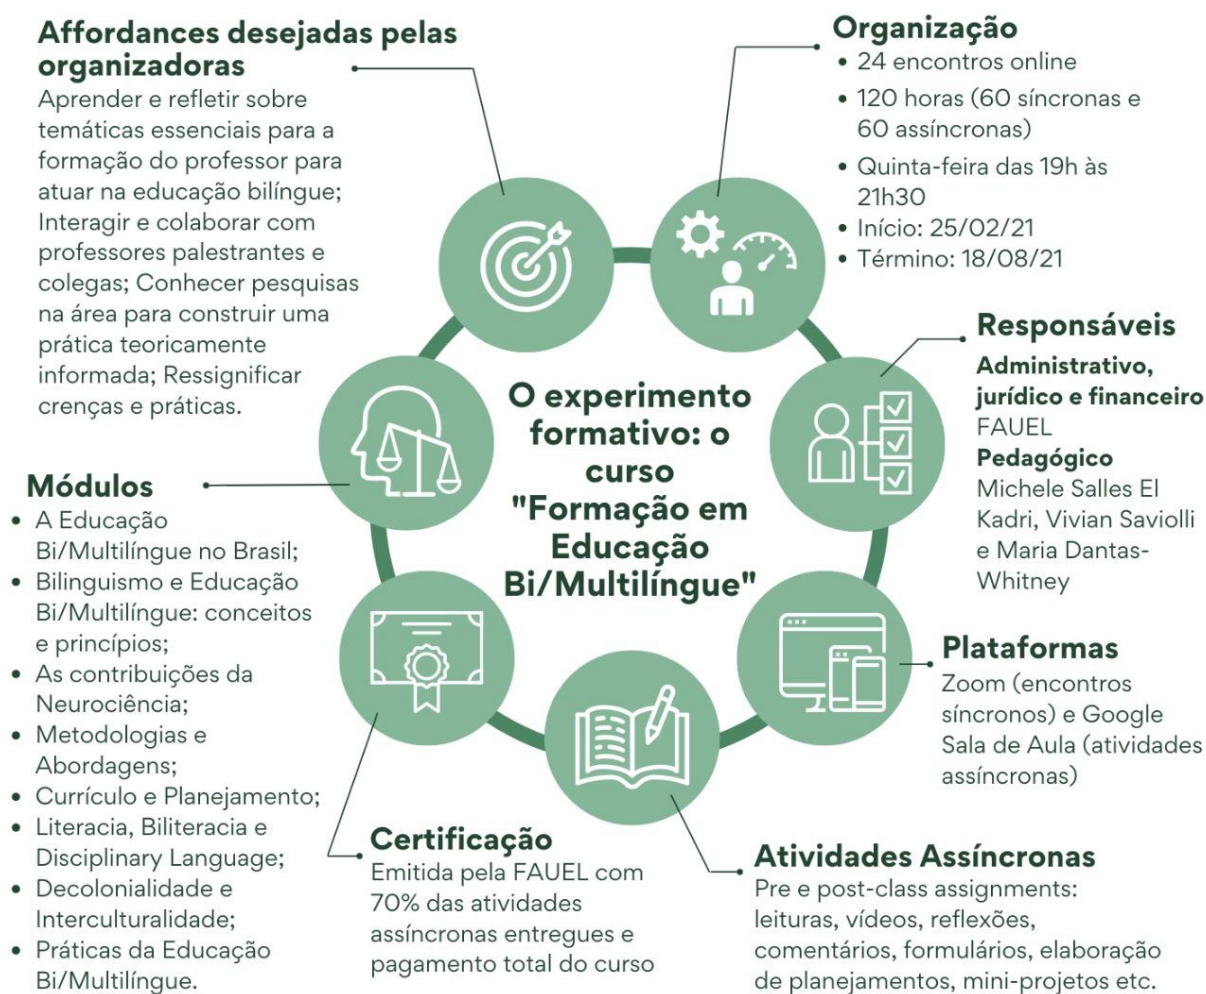 Affordances desejadas pelas
organizadoras
Aprender e refletir sobre
temáticas essenciais para a
formação do professor para
atuar na educação bilíngue;
Interagir e colaborar com
professores palestrantes e
colegas; Conhecer pesquisas
na área para construir uma
prática teoricamente
informada; Ressignificar
crenças e práticas.
Organização
• 24 encontros online
• 120 horas (60 síncronas e
60 assíncronas)
• Quinta-feira das 19h às
21h30
• Início: 25/02/21
• Término: 18/08/21
Responsáveis
Administrativo,
jurídico e financeiro
FAUEL
Pedagógico
Michele Salles El
Kadri, Vivian Saviolli
e Maria Dantas-
Whitney
O experimento
formativo: o
curso
"Formação em
Educação
Bi/Multilíngue"
Módulos
• A Educação
Bi/Multilíngue no Brasil;
• Bilinguismo e Educação
Bi/Multilíngue: conceitos
e princípios;
• As contribuições da
Neurociência;
• Metodologias e
Abordagens;
• Currículo e Planejamento;
• Literacia, Biliteracia e
Disciplinary Language;
• Decolonialidade e
Interculturalidade;
• Práticas da Educação
Bi/Multilíngue.
Plataformas
Zoom (encontros
síncronos) e Google
Sala de Aula (atividades
assíncronas)
Certificação
Emitida pela FAUEL com
70% das atividades
assíncronas entregues e
pagamento total do curso
Atividades Assíncronas
Pre e post-class assignments:
leituras, vídeos, reflexões,
comentários, formulários, elaboração
de planejamentos, mini-projetos etc.